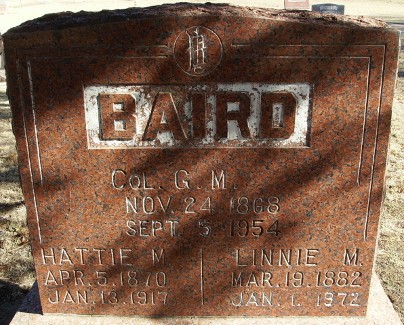 BAIRD
COL. G. M.
NOV. 24 1868
SEPT. 5, 1954
HATTIE M.
APR. 5, 1870
JAN. 13, 1917
LINNIE M.
MAR. 19, 1882
JAN. 1, 1972